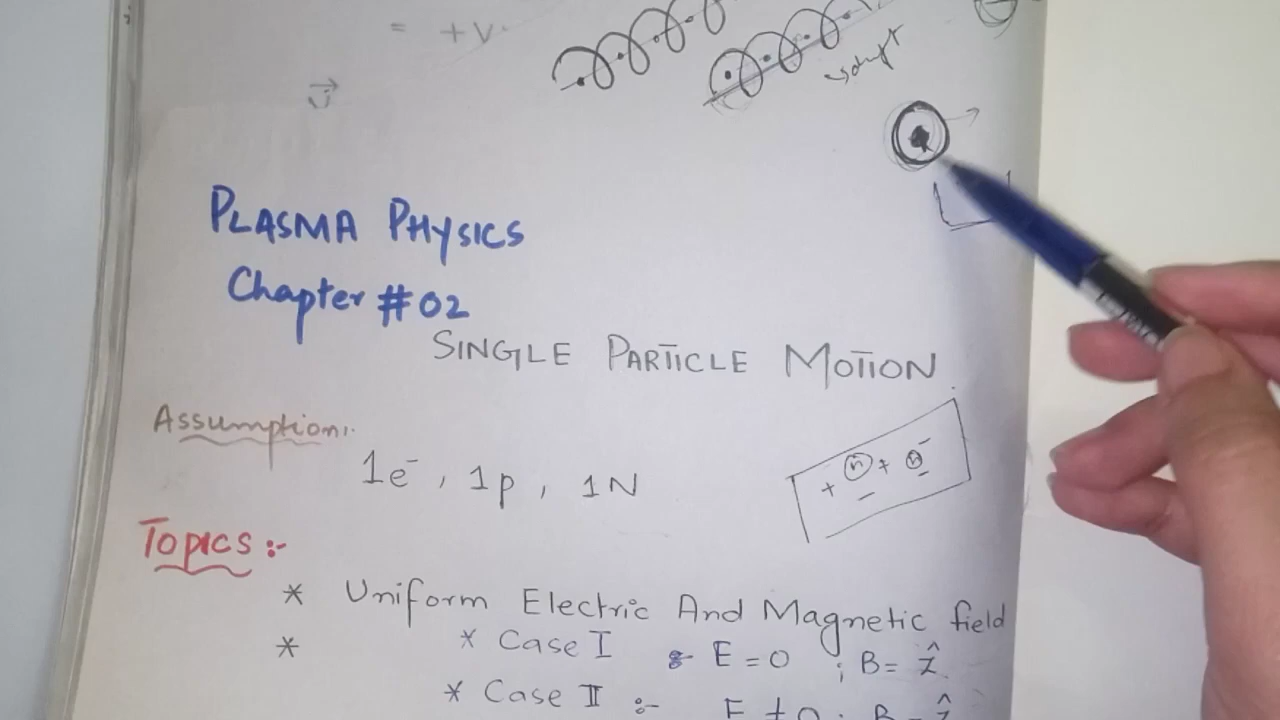 = +V.
PLASMA PHYSICS
Chapter #02
SINGLE PARTICLE MOTION
Assumption:
1e⁻, 1p, 1N
+ n + n −
− −
Topics :-
* Uniform Electric And Magnetic field
* * Case I :- E = 0 ; B = ẑ
* Case II :- E ≠ 0 ; B = ẑ